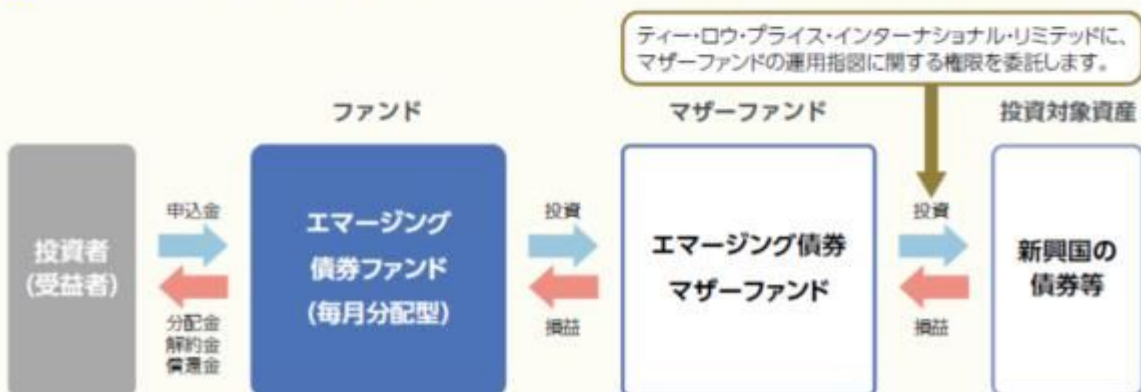 ティー・ロウ・プライス・インターナショナル・リミテッドに、
マザーファンドの運用指図に関する権限を委託します。
ファンド
マザーファンド
投資対象資産
投資者
(受益者)
申込金
分配金
解約金
償還金
エマージング
債券ファンド
(毎月分配型)
投資
損益
エマージング債券
マザーファンド
投資
損益
新興国の
債券等